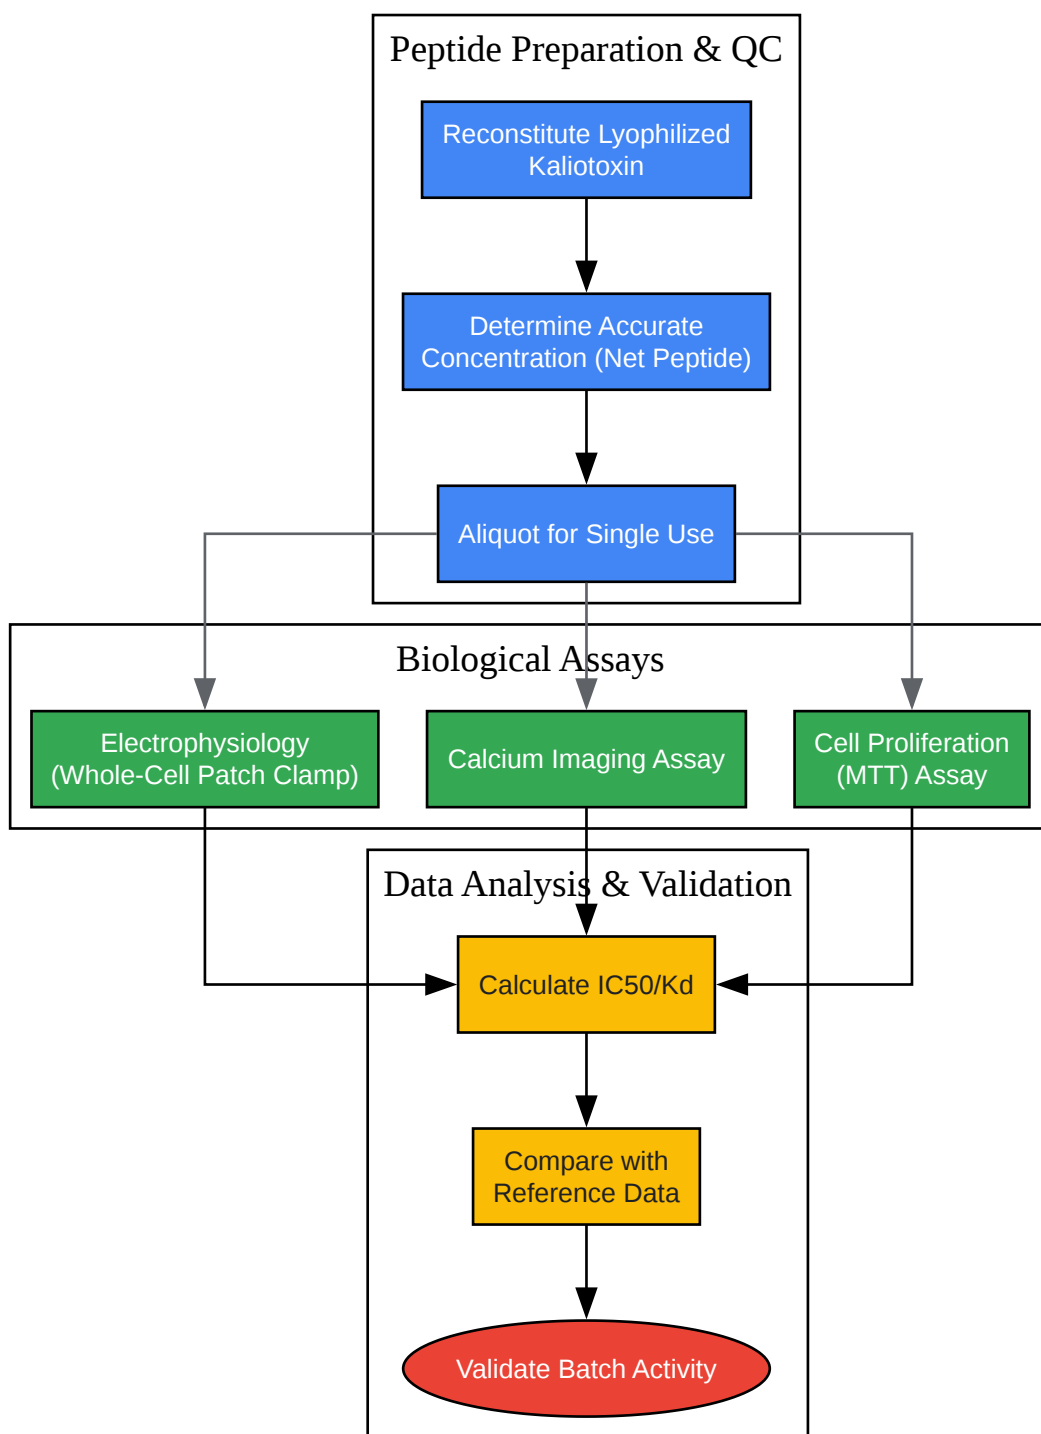 Peptide Preparation & QC
Reconstitute Lyophilized
Kaliotoxin
Determine Accurate
Concentration (Net Peptide)
Aliquot for Single Use
Biological Assays
Electrophysiology
(Whole-Cell Patch Clamp)
Calcium Imaging Assay
Cell Proliferation
(MTT) Assay
Data Analysis & Validation
Calculate IC50/Kd
Compare with
Reference Data
Validate Batch Activity